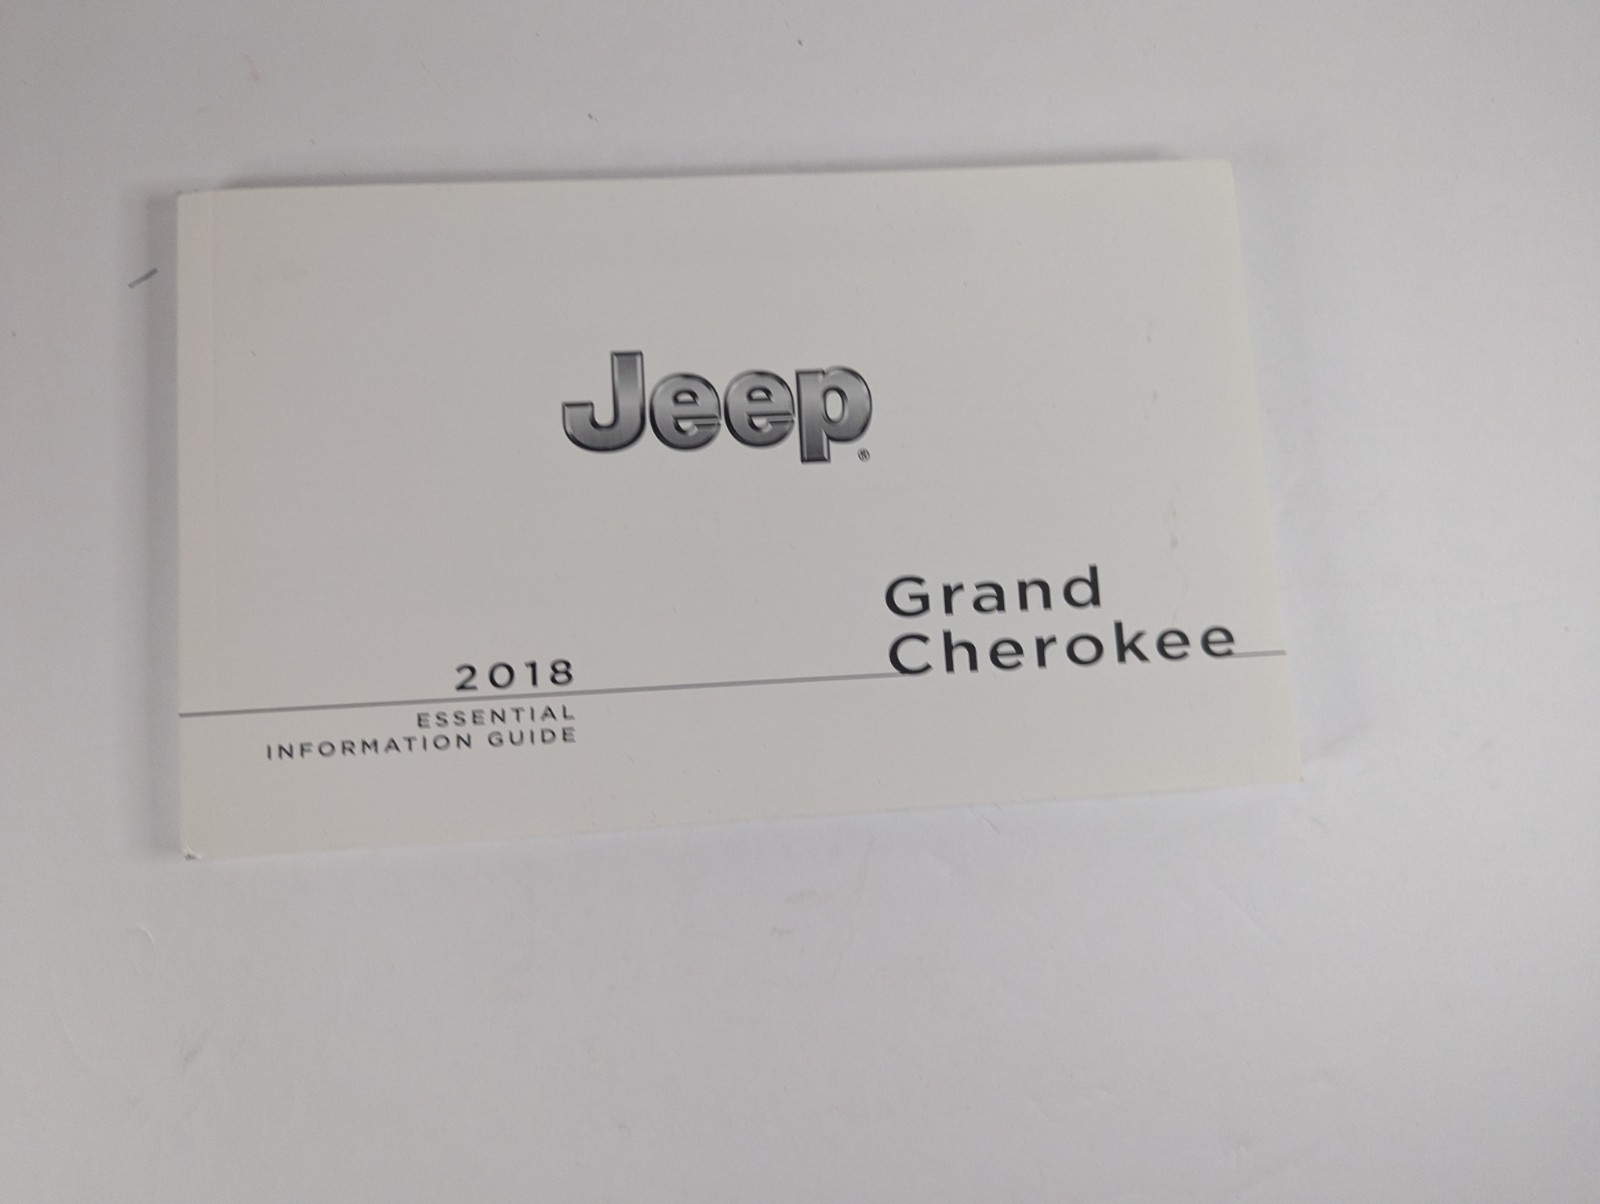 Jeep®
Grand
Cherokee
2018
ESSENTIAL
INFORMATION GUIDE